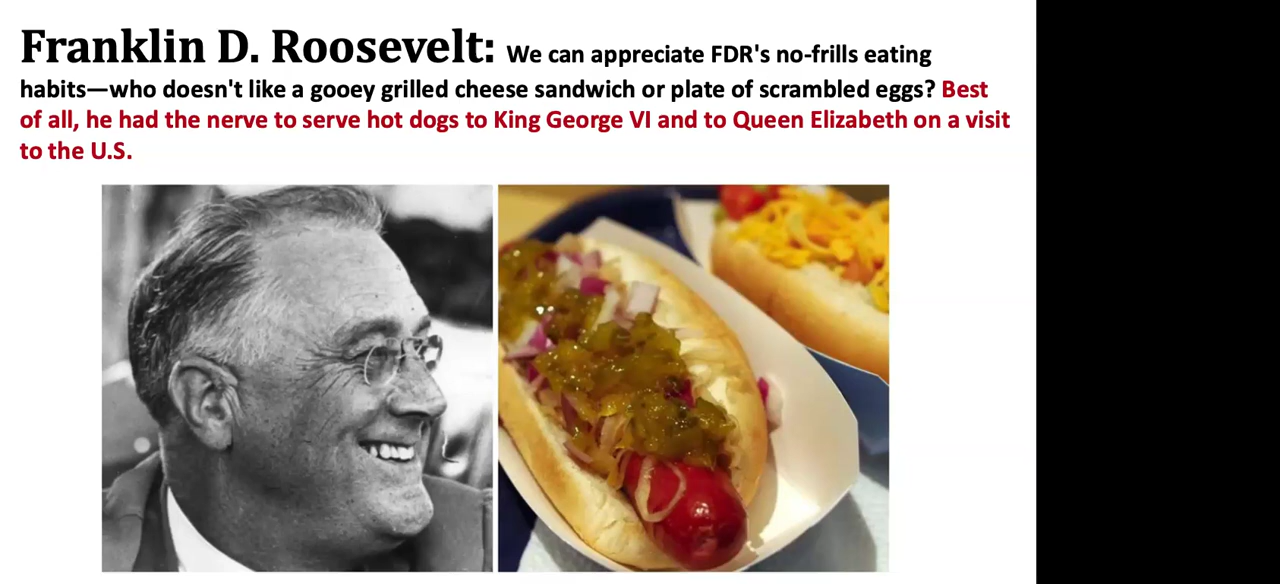 Franklin D. Roosevelt: We can appreciate FDR's no-frills eating
habits—who doesn't like a gooey grilled cheese sandwich or plate of scrambled eggs? Best
of all, he had the nerve to serve hot dogs to King George VI and to Queen Elizabeth on a visit
to the U.S.